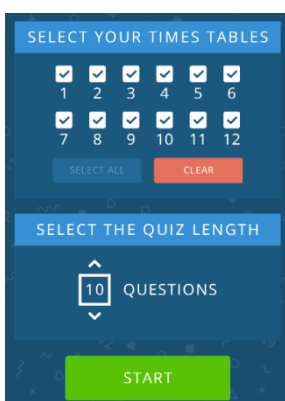 SELECT YOUR TIMES TABLES
1 2 3 4 5 6
7 8 9 10 11 12
SELECT ALL CLEAR
SELECT THE QUIZ LENGTH
10 QUESTIONS
START